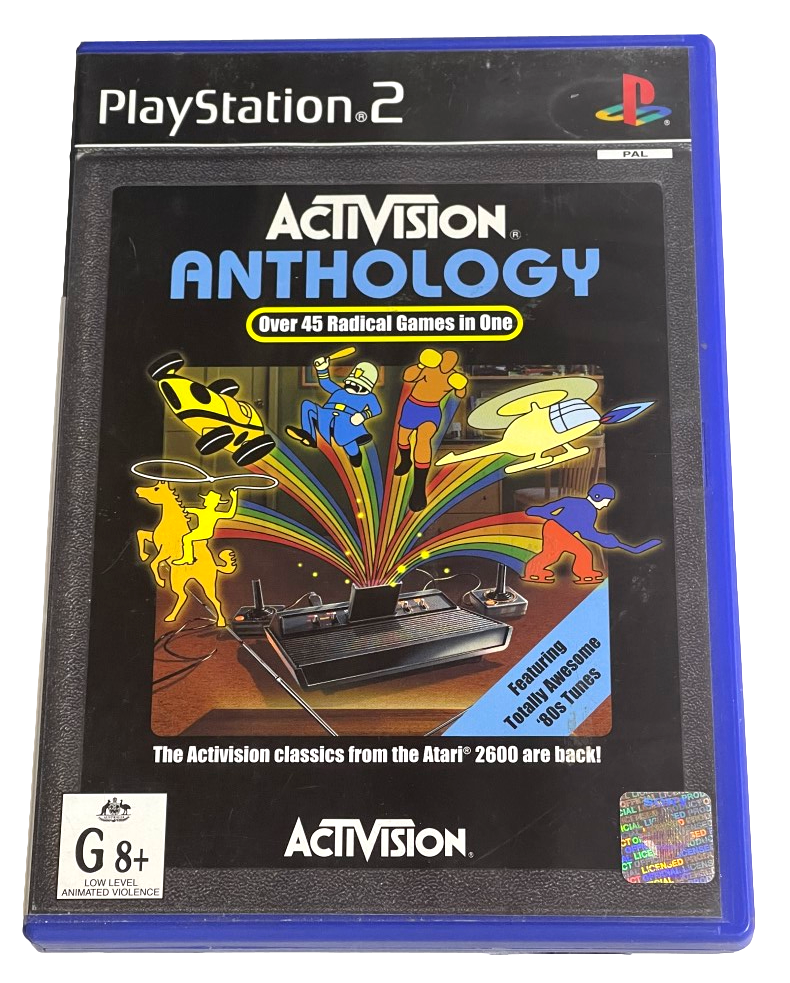 PlayStation®2
PAL
ACTIVISION®
ANTHOLOGY
Over 45 Radical Games in One
Featuring
Totally Awesome
'80s Tunes
The Activision classics from the Atari® 2600 are back!
G 8+
LOW LEVEL
ANIMATED VIOLENCE
ACTIVISION®
LICENSED